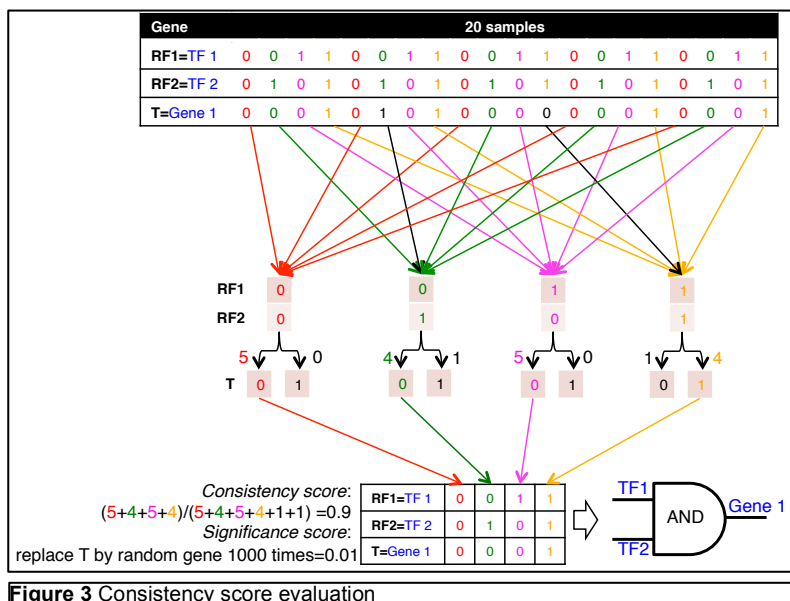 Gene 20 samples
RF1=TF 1 0 0 1 1 0 0 1 1 0 0 1 1 0 0 1 1 0 0 1 1
RF2=TF 2 0 1 0 1 0 1 0 1 0 1 0 1 0 1 0 1 0 1 0 1
T=Gene 1 0 0 0 1 0 1 0 1 0 0 0 0 0 0 0 1 0 0 0 1
RF1 0 0 1 1
RF2 0 1 0 1
5 0 4 1 5 0 1 4
T 0 1 0 1 0 1 0 1
Consistency score:
(5+4+5+4)/(5+4+5+4+1+1) =0.9
Significance score:
replace T by random gene 1000 times=0.01
RF1=TF 1 0 0 1 1
RF2=TF 2 0 1 0 1
T=Gene 1 0 0 0 1
TF1
AND
Gene 1
TF2
Figure 3 Consistency score evaluation